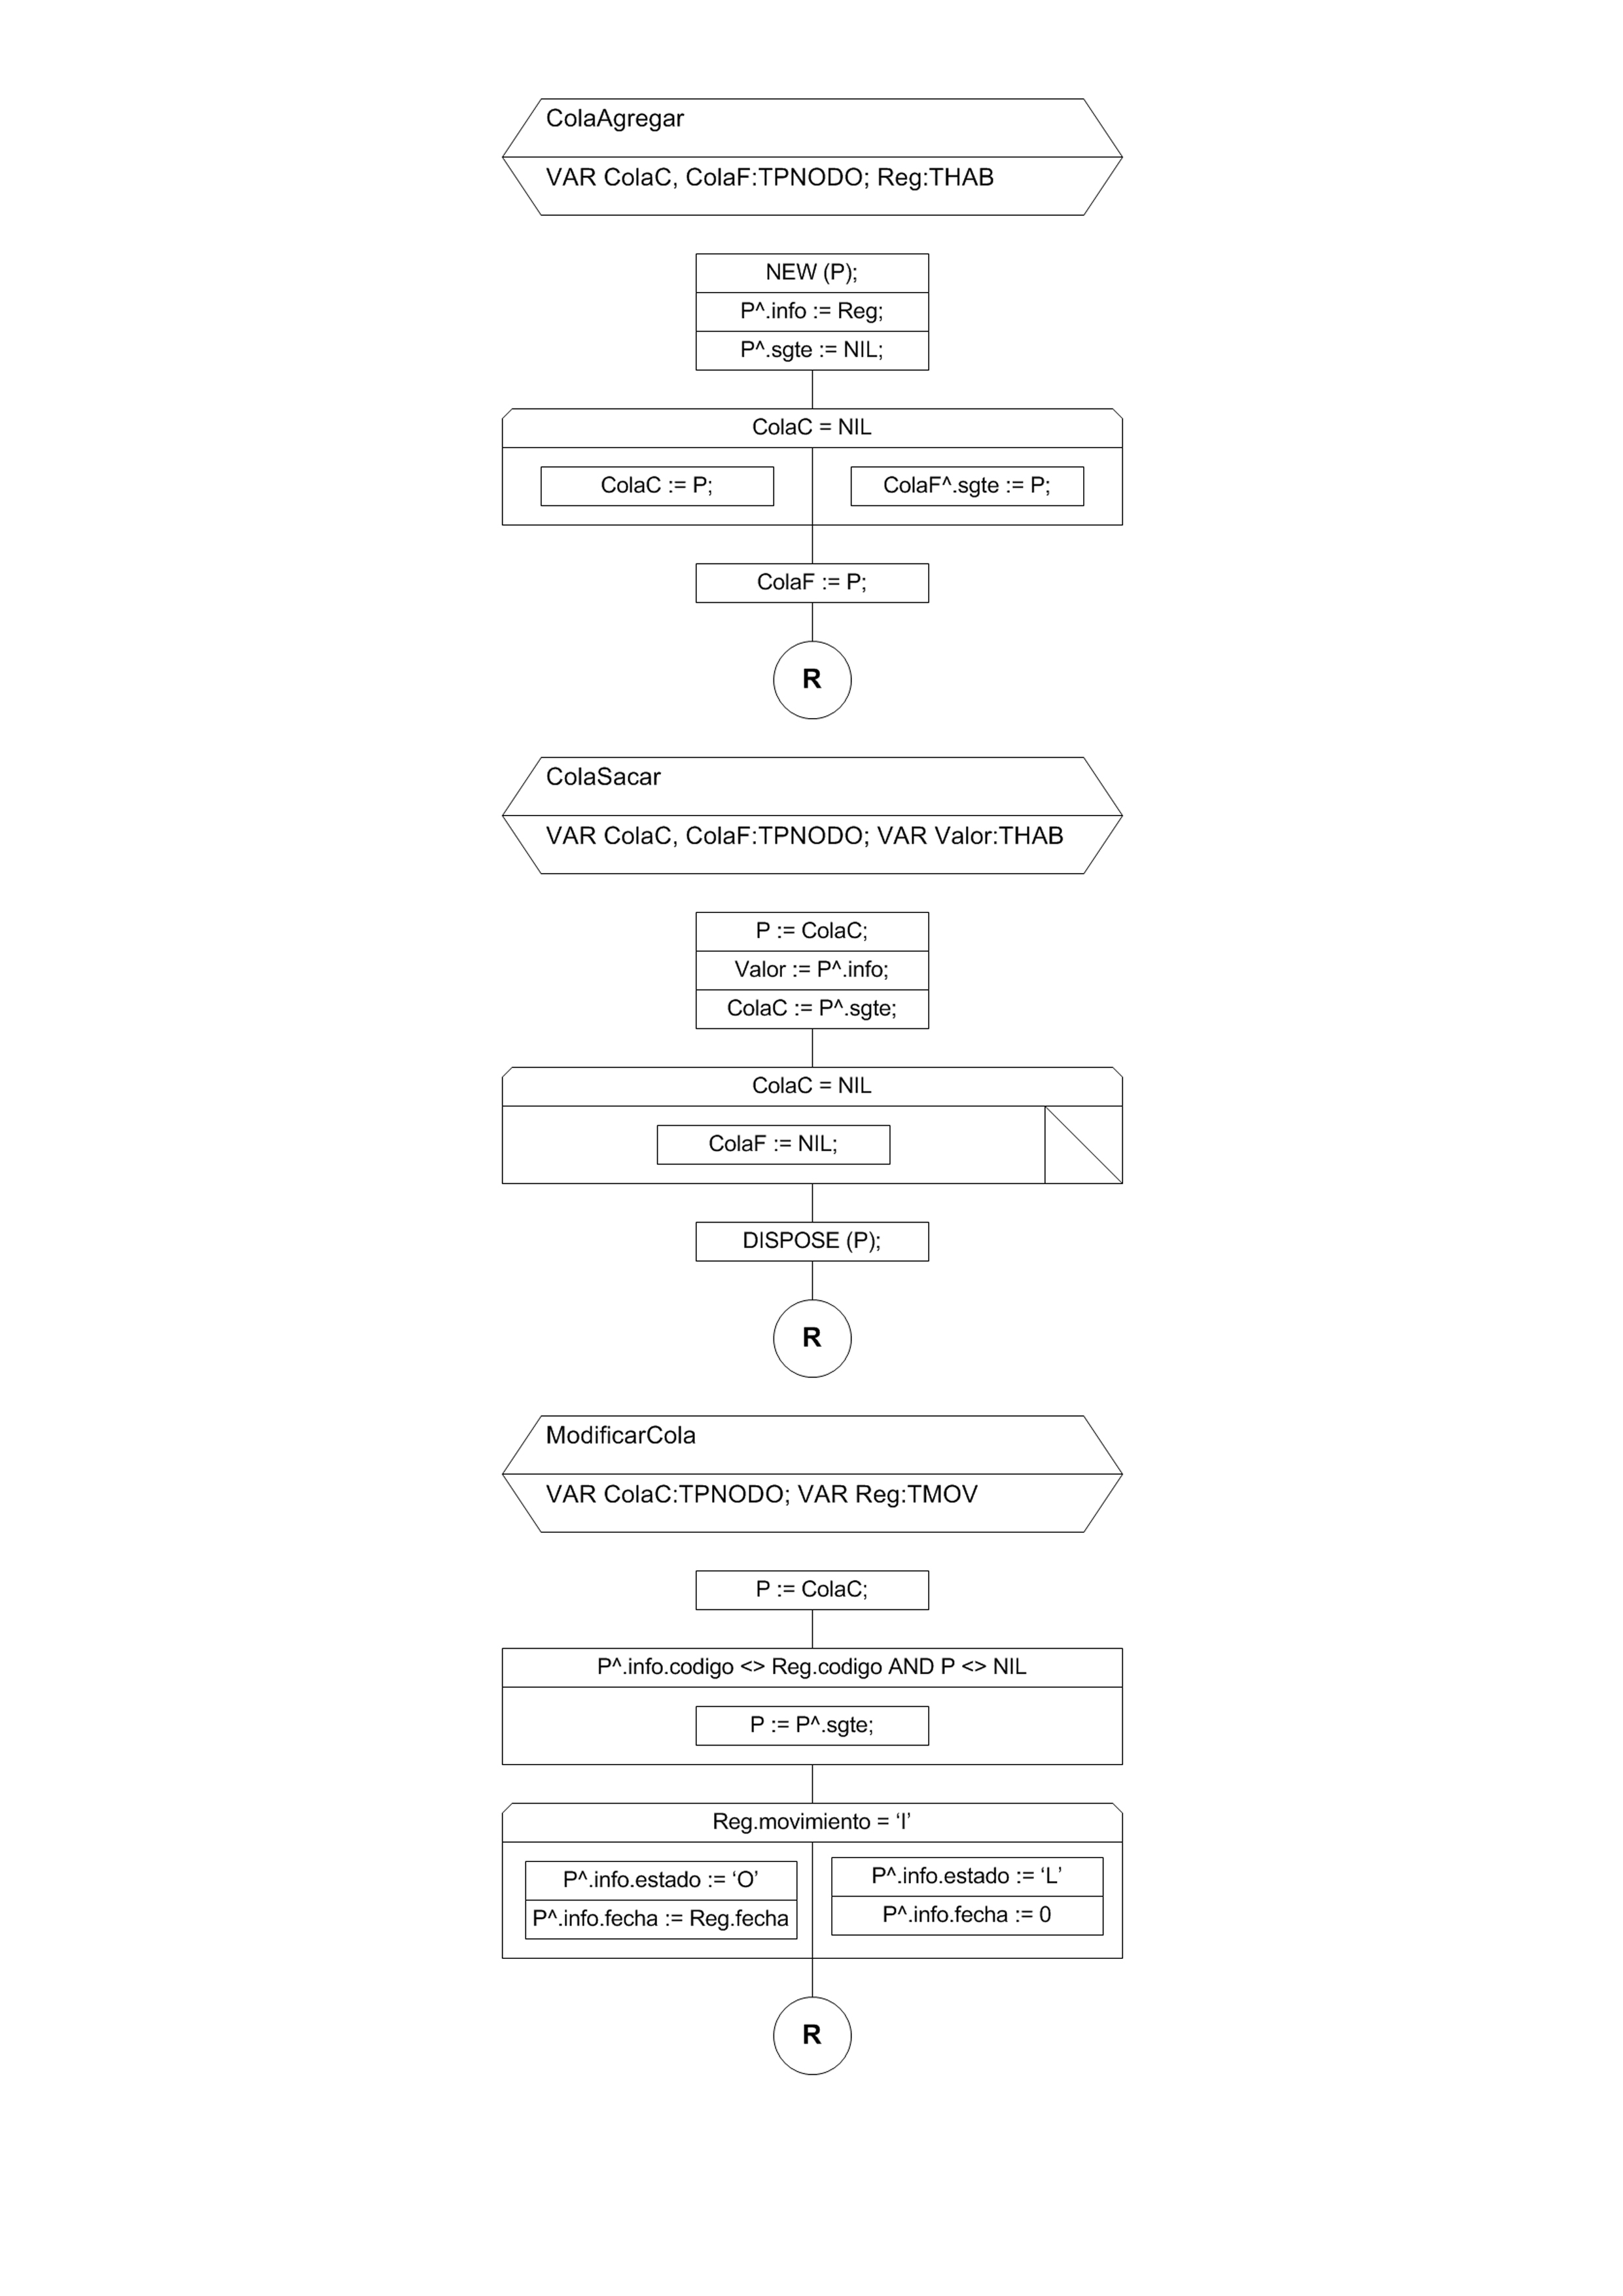 ColaAgregar
VAR ColaC, ColaF:TPNODO; Reg:THAB
NEW (P);
P^.info := Reg;
P^.sgte := NIL;
ColaC = NIL
ColaC := P;
ColaF^.sgte := P;
ColaF := P;
R
ColaSacar
VAR ColaC, ColaF:TPNODO; VAR Valor:THAB
P := ColaC;
Valor := P^.info;
ColaC := P^.sgte;
ColaC = NIL
ColaF := NIL;
DISPOSE (P);
R
ModificarCola
VAR ColaC:TPNODO; VAR Reg:TMOV
P := ColaC;
P^.info.codigo <> Reg.codigo AND P <> NIL
P := P^.sgte;
Reg.movimiento = ‘I’
P^.info.estado := ‘O’
P^.info.fecha := Reg.fecha
P^.info.estado := ‘L’
P^.info.fecha := 0
R